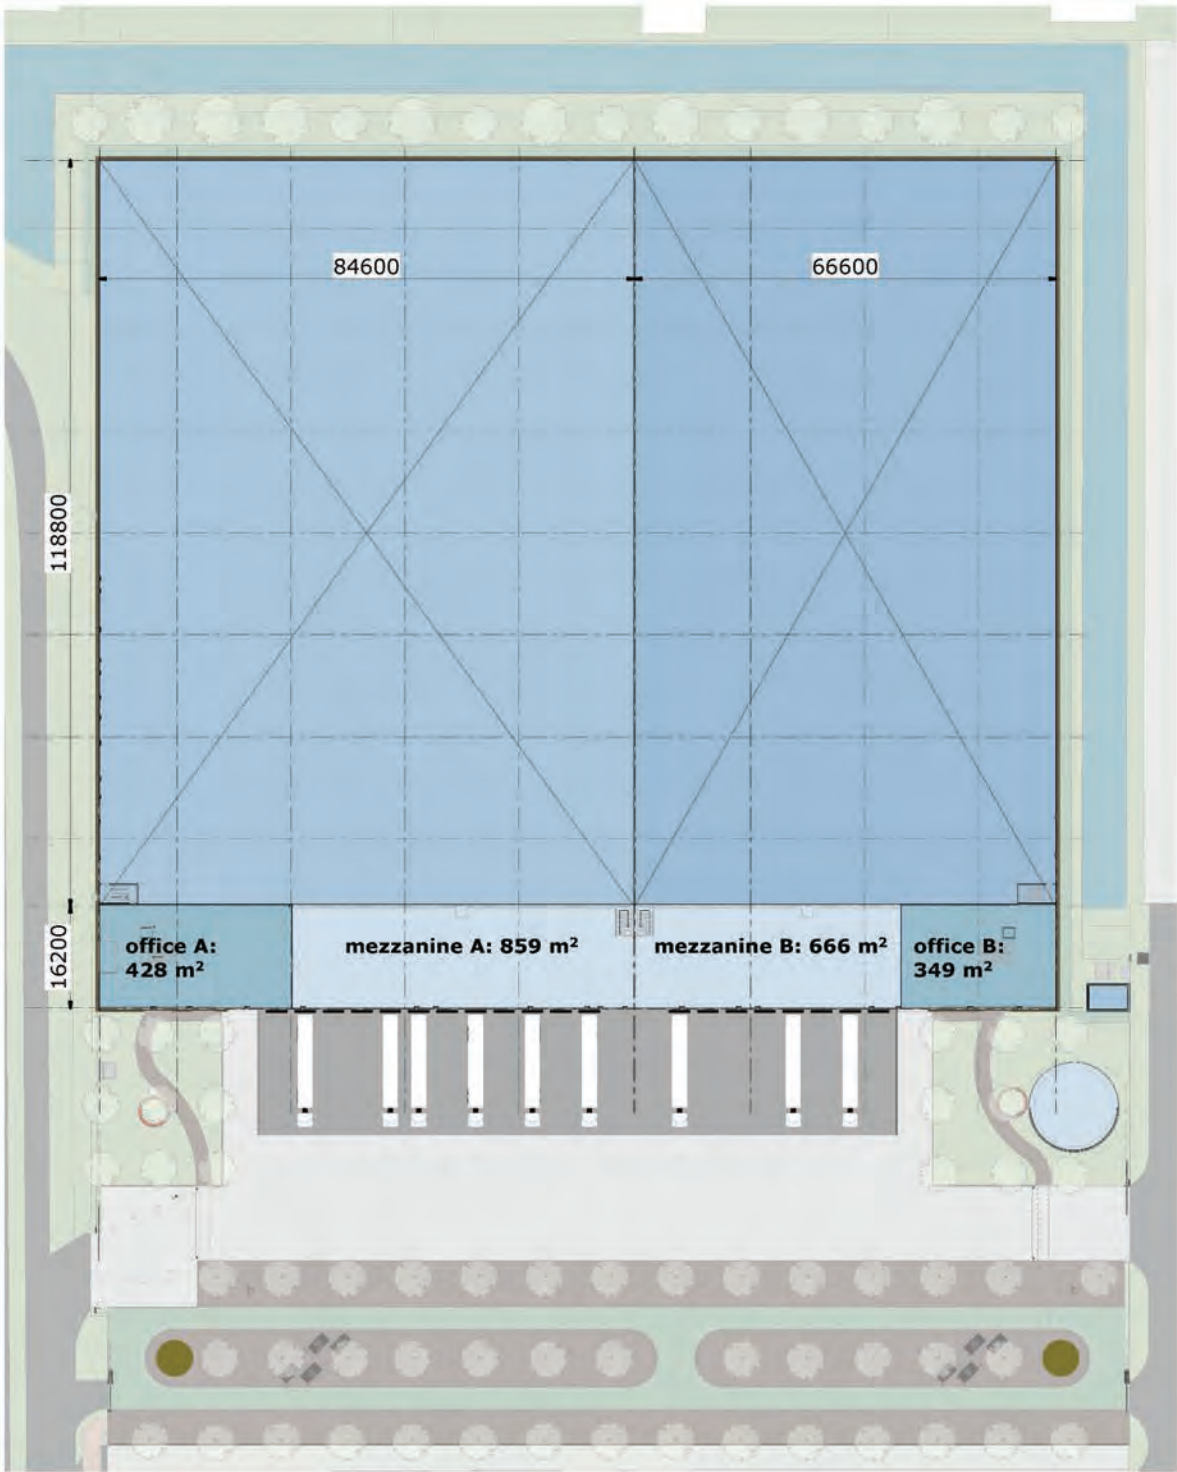 84600
66600
118800
16200
office A:
428 m²
mezzanine A: 859 m²
mezzanine B: 666 m²
office B:
349 m²